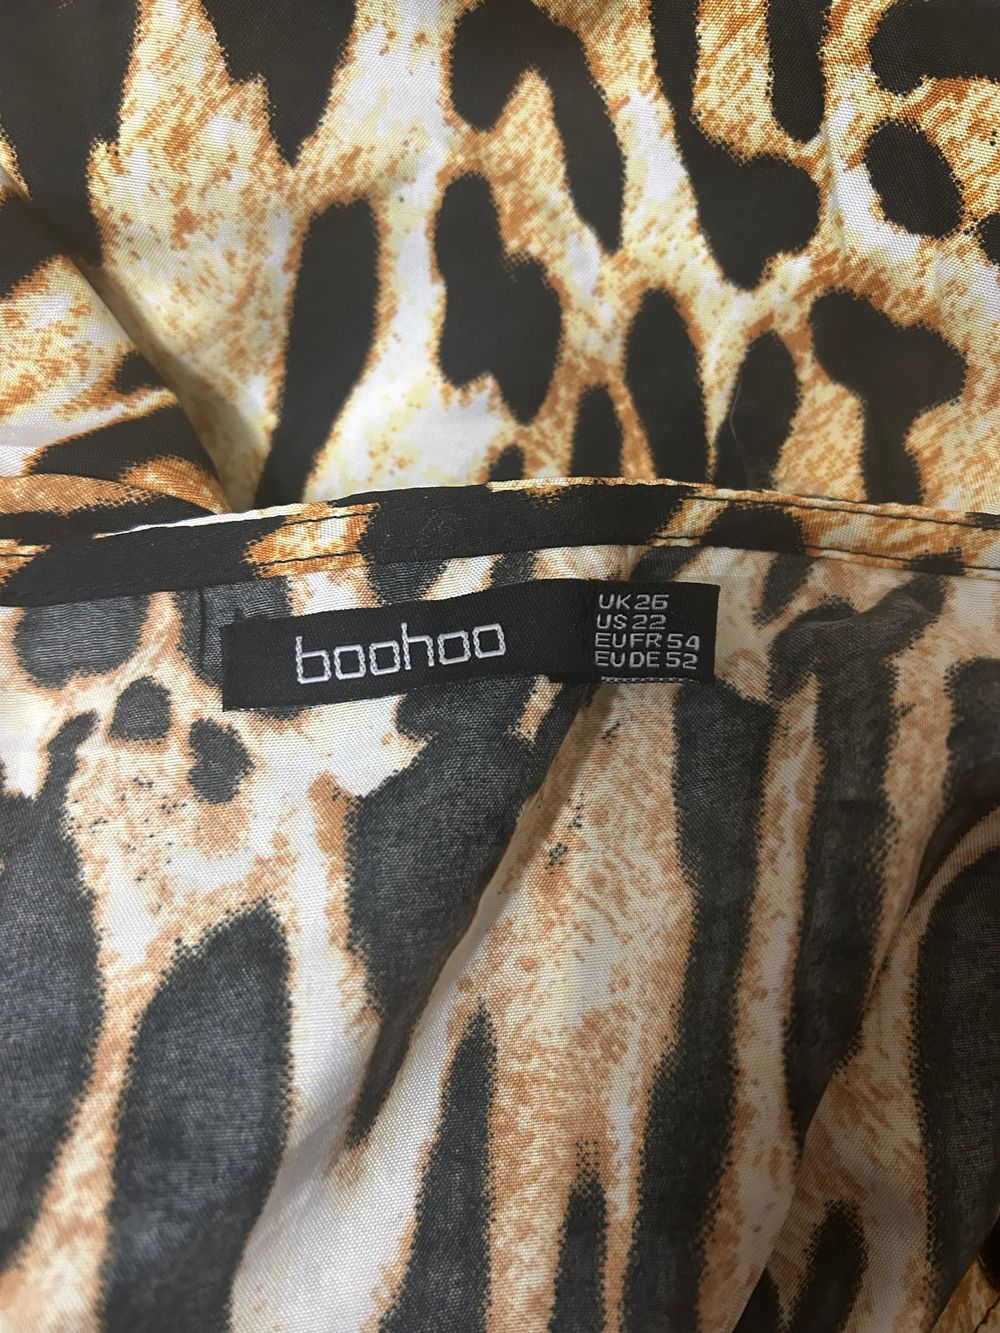 boohoo
UK 26
US 22
EU FR 54
EU DE 52